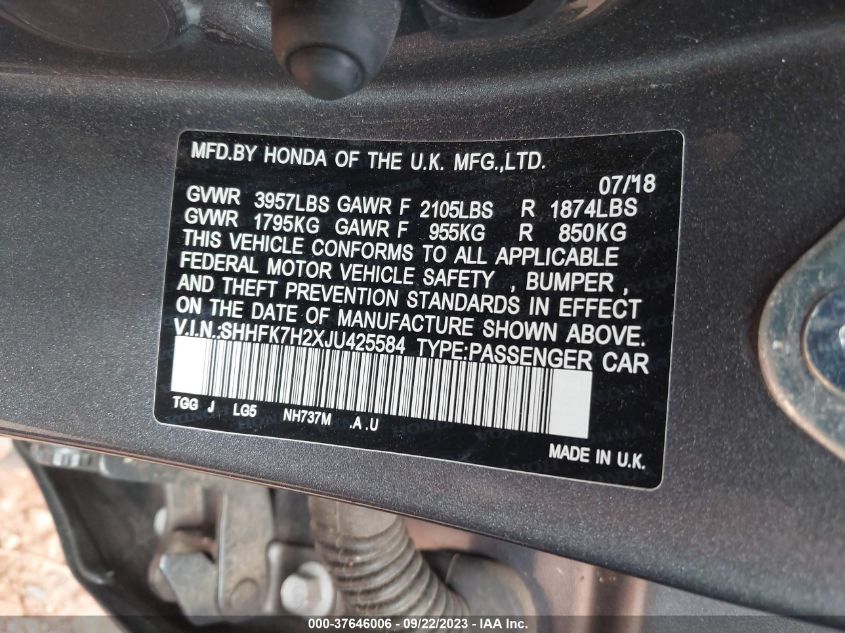 MFD.BY HONDA OF THE U.K. MFG.,LTD.
07/18
GVWR 3957LBS GAWR F 2105LBS R 1874LBS
GVWR 1795KG GAWR F 955KG R 850KG
THIS VEHICLE CONFORMS TO ALL APPLICABLE
FEDERAL MOTOR VEHICLE SAFETY , BUMPER ,
AND THEFT PREVENTION STANDARDS IN EFFECT
ON THE DATE OF MANUFACTURE SHOWN ABOVE.
V.I.N.:SHHFK7H2XJU425584 TYPE:PASSENGER CAR
TGG J LG5 NH737M .A .U
MADE IN U.K.
000-37646006 - 09/22/2023 - IAA Inc.